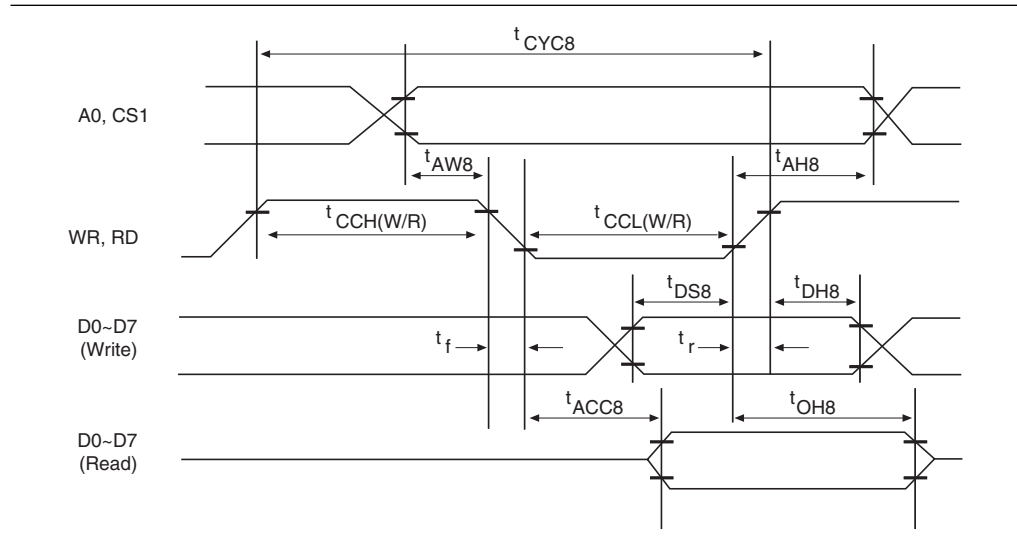 tCYC8
A0, CS1
tAW8
tAH8
tCCH(W/R)
tCCL(W/R)
WR, RD
tDS8
tDH8
D0~D7
(Write)
tf
tr
tACC8
tOH8
D0~D7
(Read)